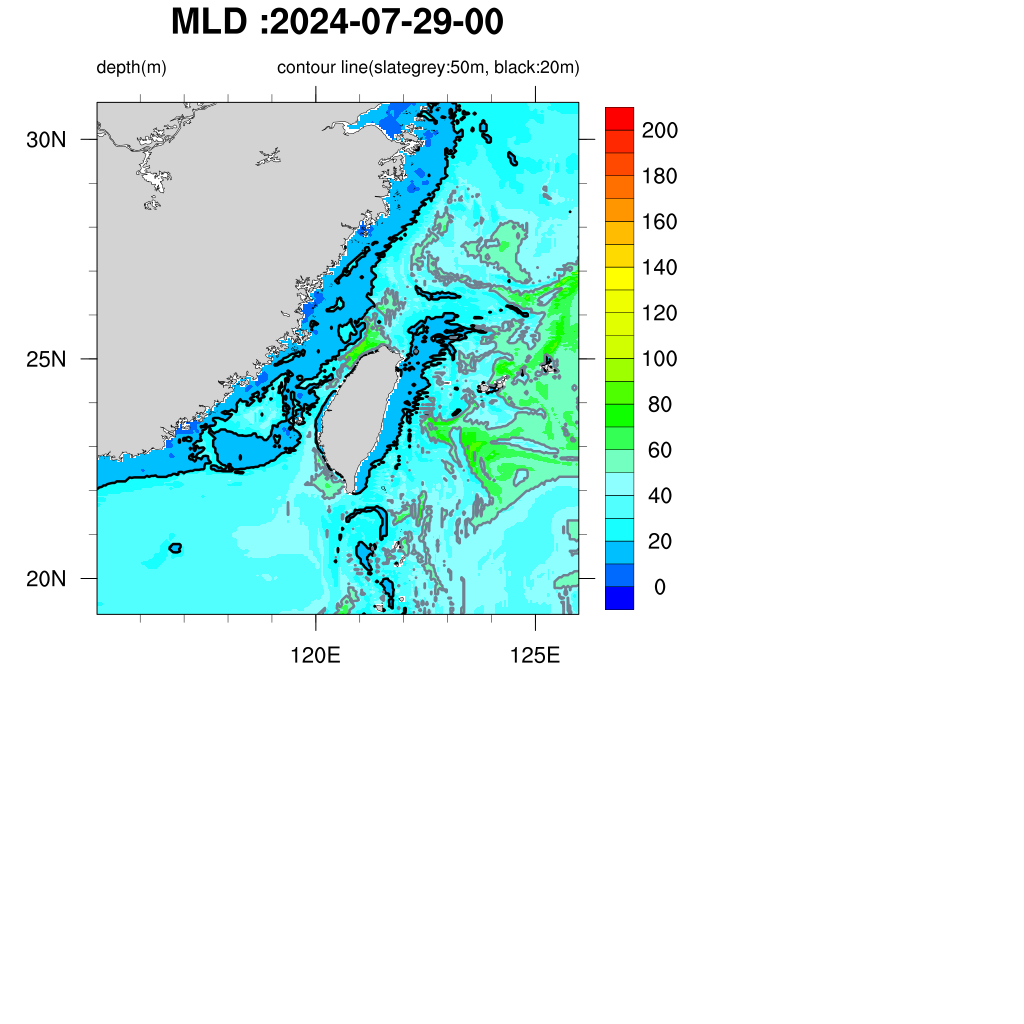 MLD :2024-07-29-00
depth(m)
contour line(slategrey:50m, black:20m)
30N
25N
20N
120E
125E
200
180
160
140
120
100
80
60
40
20
0